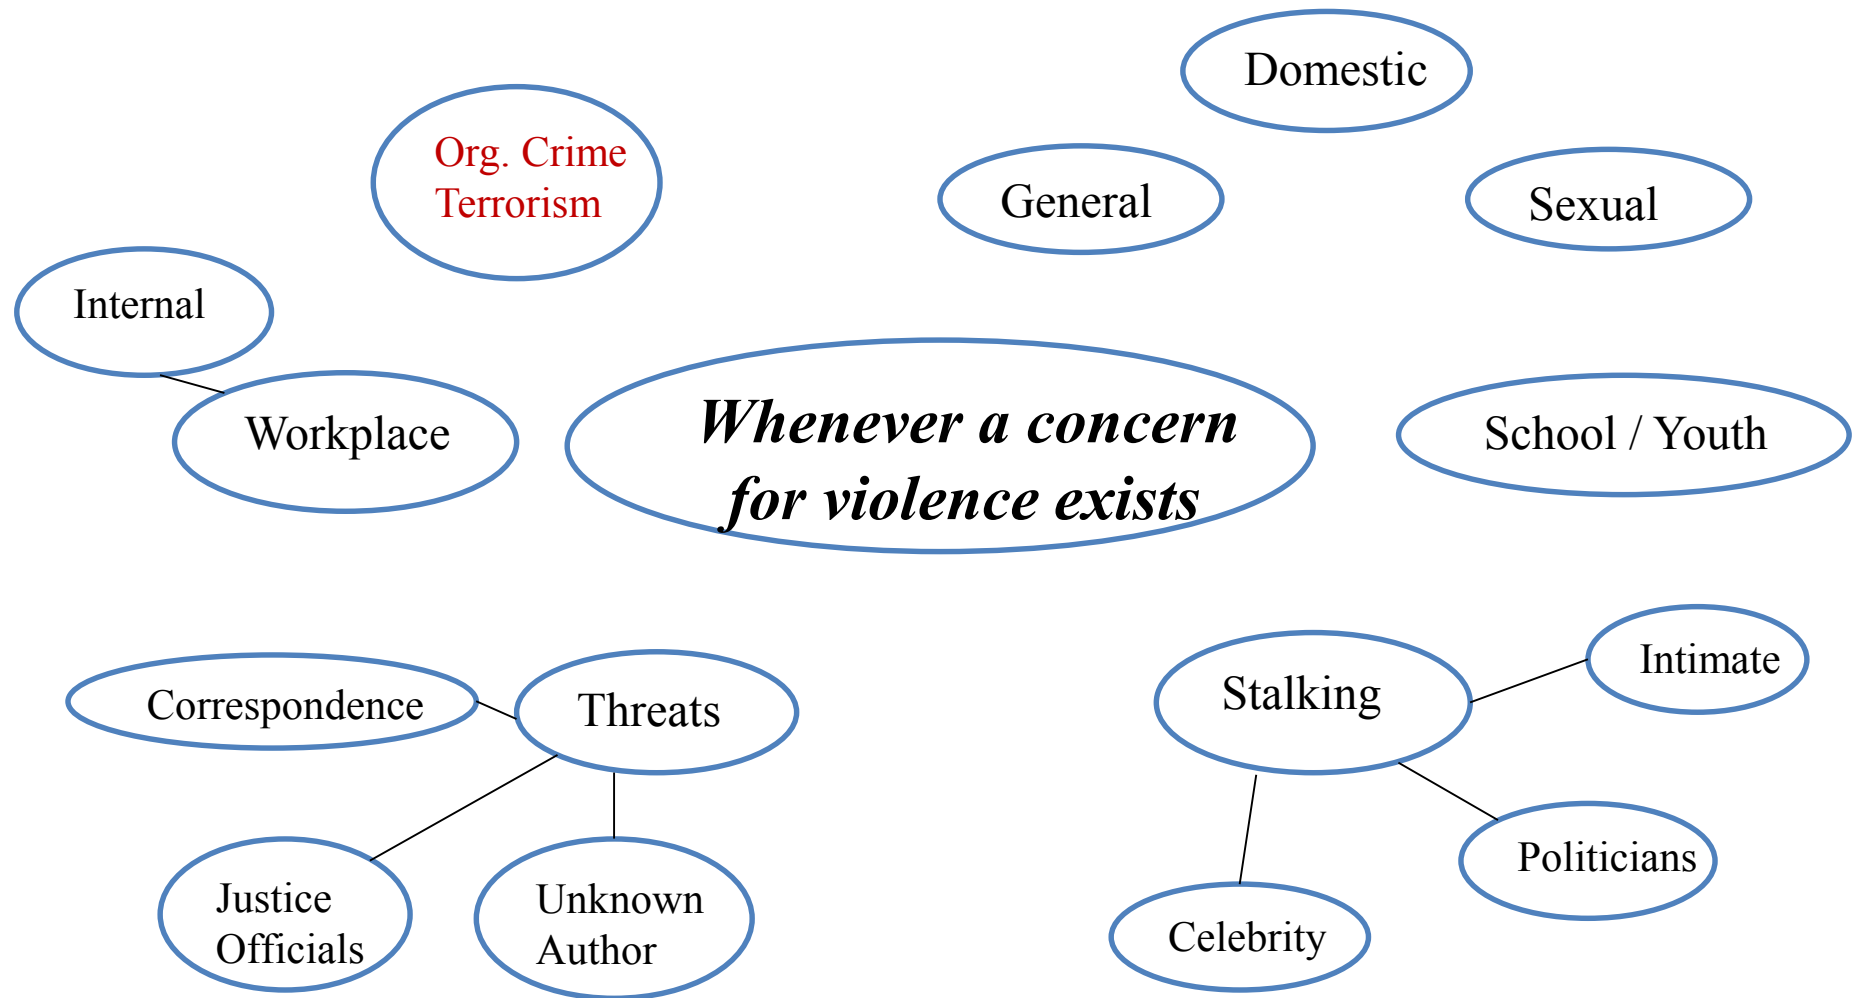 Domestic
Org. Crime
Terrorism
General
Sexual
Internal
Workplace
Whenever a concern
for violence exists
School / Youth
Correspondence
Threats
Stalking
Intimate
Justice
Officials
Unknown
Author
Celebrity
Politicians